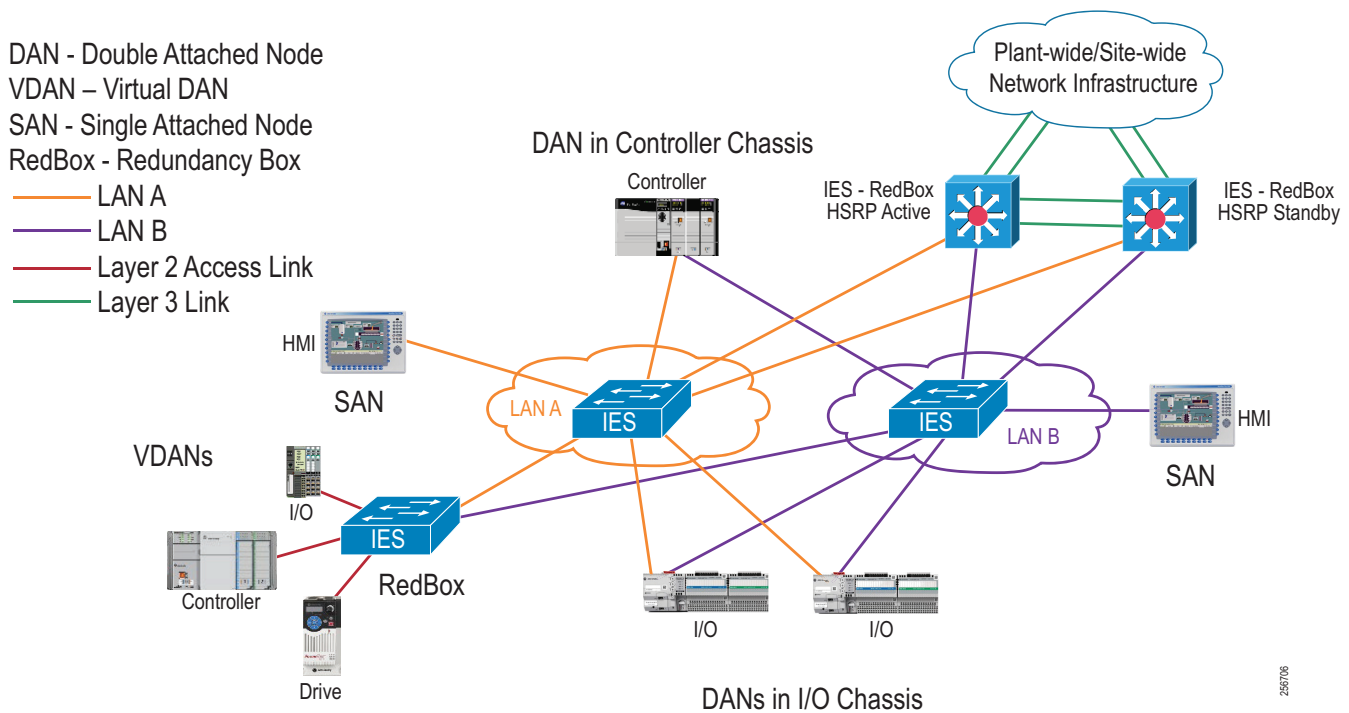 DAN - Double Attached Node
VDAN – Virtual DAN
SAN - Single Attached Node
RedBox - Redundancy Box
LAN A
LAN B
Layer 2 Access Link
Layer 3 Link
Plant-wide/Site-wide
Network Infrastructure
DAN in Controller Chassis
Controller
IES - RedBox
HSRP Active
IES - RedBox
HSRP Standby
HMI
SAN
LAN A
IES
IES
LAN B
HMI
SAN
VDANs
I/O
IES
RedBox
Controller
Drive
I/O
I/O
DANs in I/O Chassis
256706